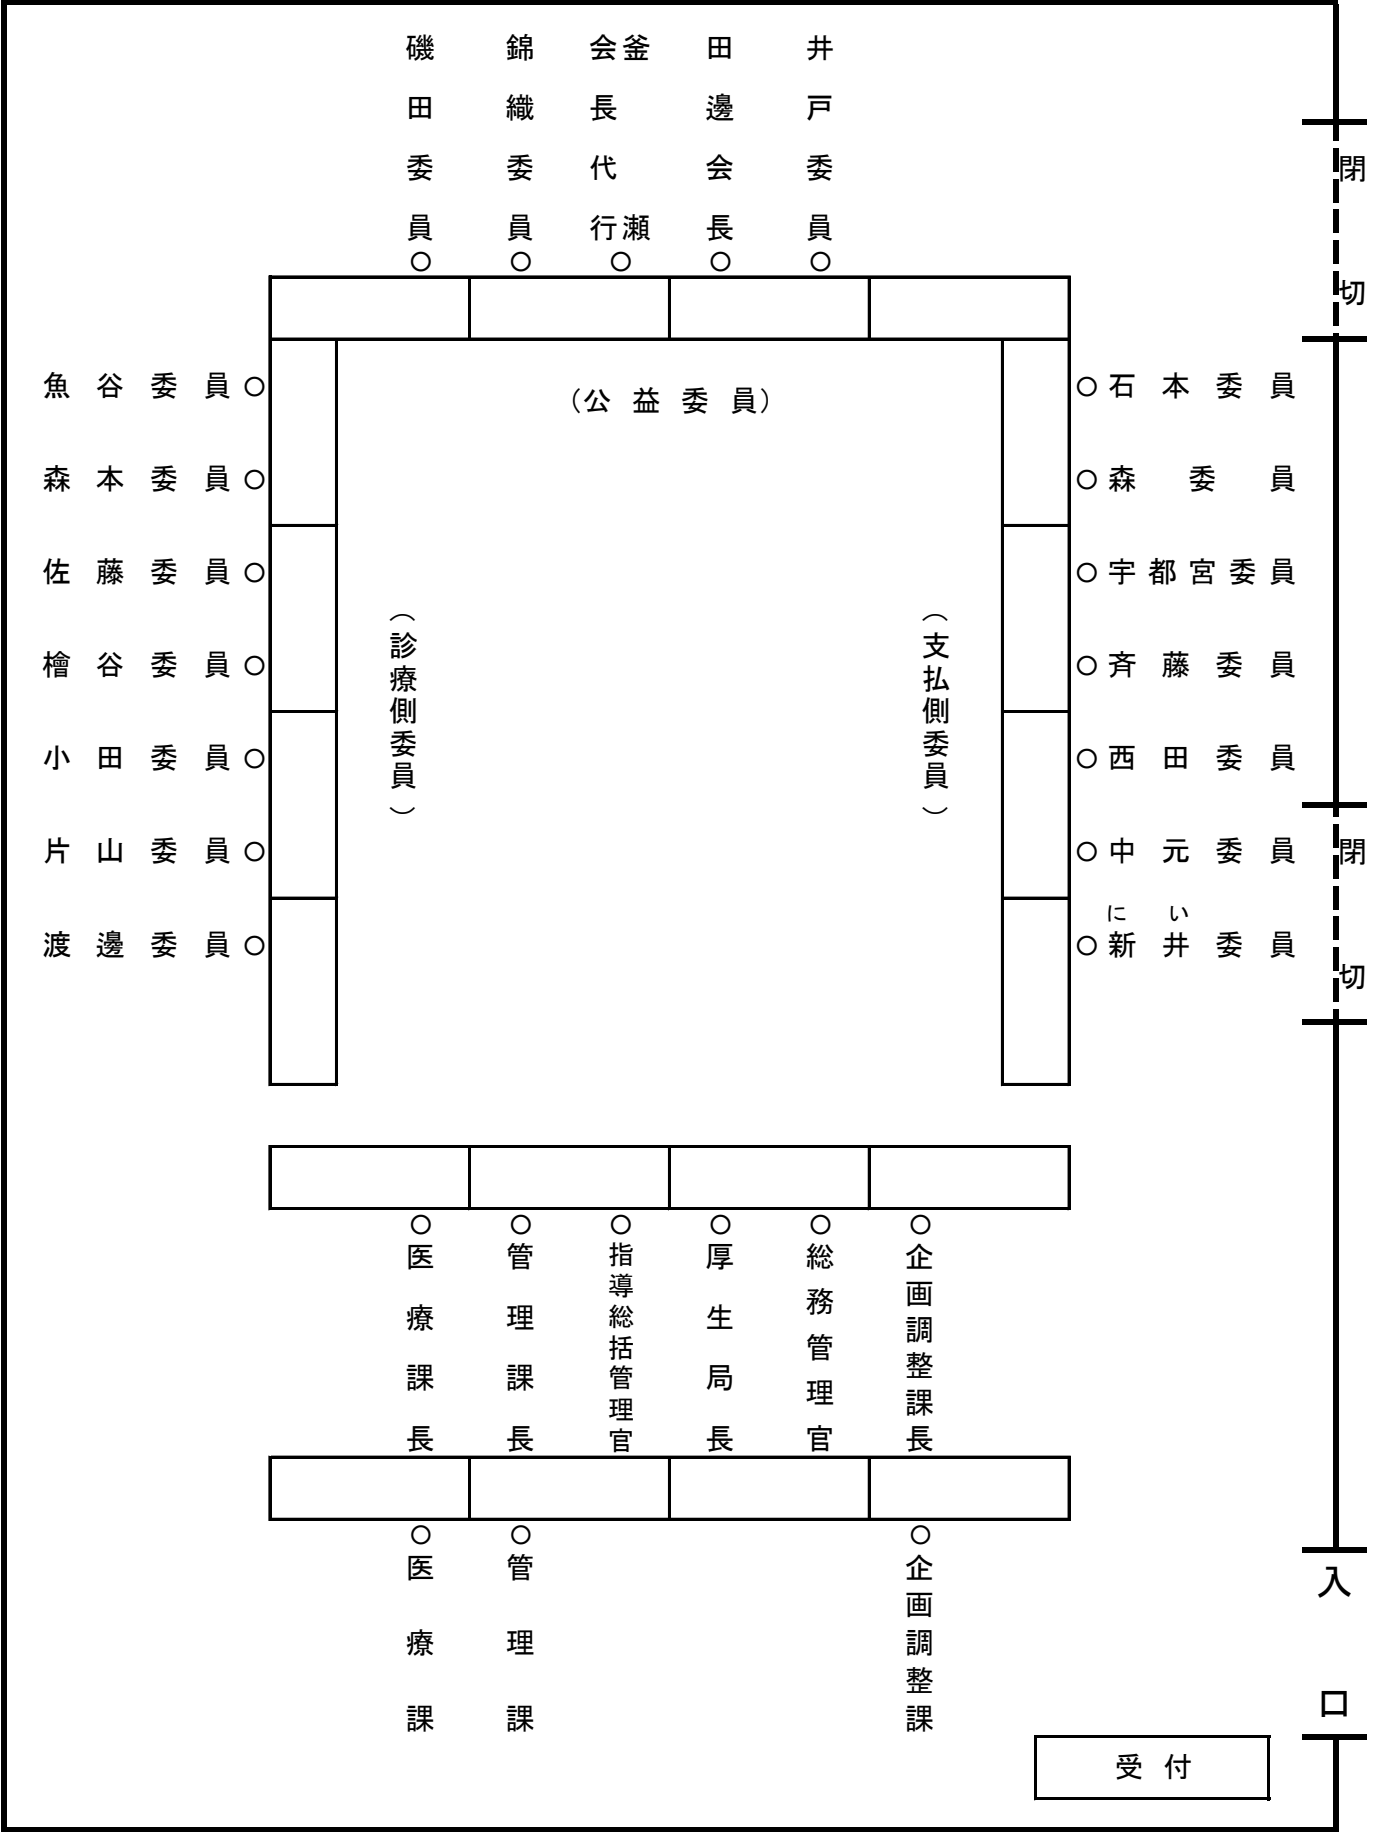 磯田委員
錦織委員
釜瀬
会長代行
田邊会長
井戸委員
閉切
(公益委員)
魚谷委員
森本委員
佐藤委員
檜谷委員
小田委員
片山委員
渡邊委員
(診療側委員)
(支払側委員)
石本委員
森委員
宇都宮委員
斉藤委員
西田委員
中元委員
にい
新井委員
閉切
医療課長
管理課長
指導総括管理官
厚生局長
総務管理官
企画調整課長
医療課
管理課
企画調整課
入口
受付